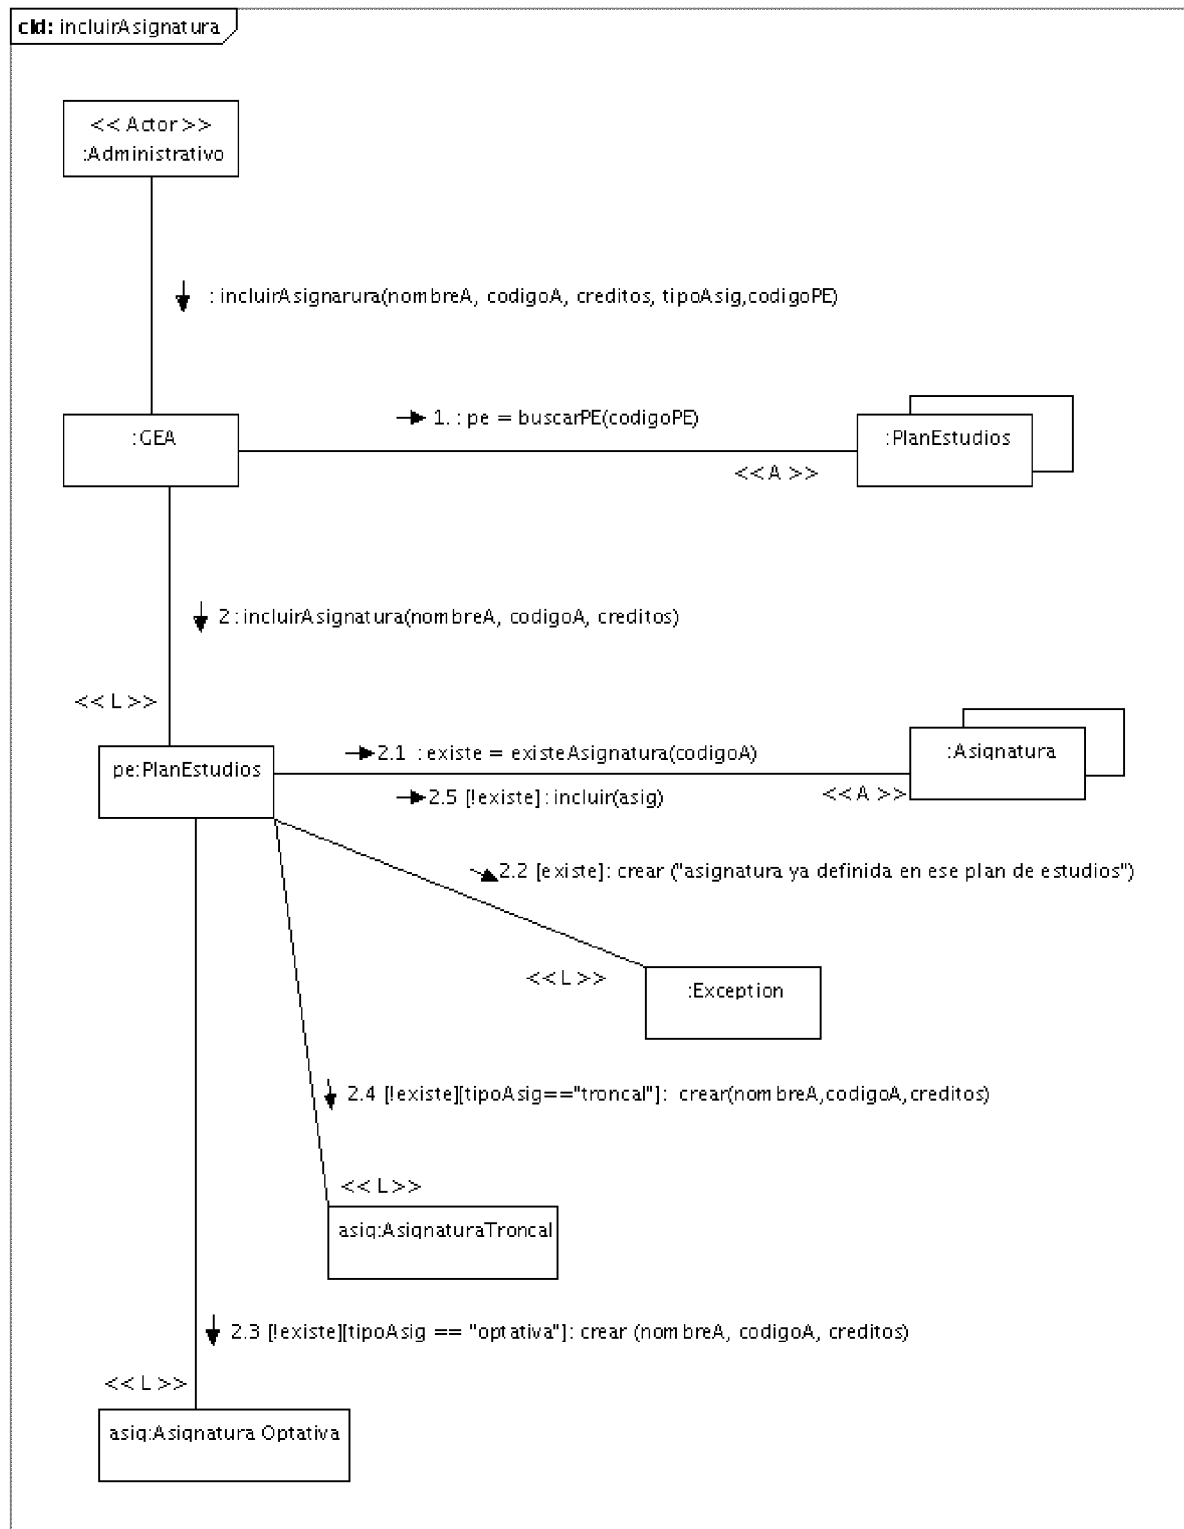 cld: incluirAsignatura
<< Actor >>
:Administrativo
: incluirAsignarura(nombreA, codigoA, creditos, tipoAsig,codigoPE)
:GEA
1. : pe = buscarPE(codigoPE)
:PlanEstudios
<< A >>
2 : incluirAsignatura(nombreA, codigoA, creditos)
<< L >>
pe:PlanEstudios
2.1 : existe = existeAsignatura(codigoA)
:Asignatura
2.5 [!existe] : incluir(asig)
<< A >>
2.2 [existe]: crear ("asignatura ya definida en ese plan de estudios")
<< L >>
:Exception
2.4 [!existe][tipoAsig=="troncal"]: crear(nombreA,codigoA,creditos)
<< L >>
asig:AsignaturaTroncal
2.3 [!existe][tipoAsig == "optativa"]: crear (nombreA, codigoA, creditos)
<< L >>
asig:Asignatura Optativa